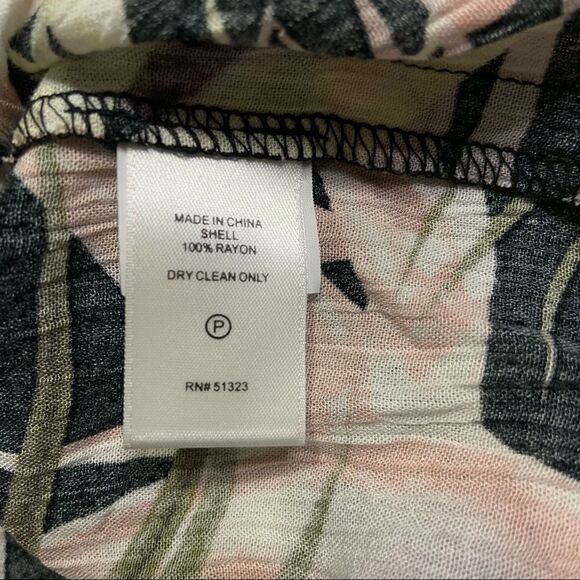 MADE IN CHINA
SHELL
100% RAYON
DRY CLEAN ONLY
P
RN# 51323